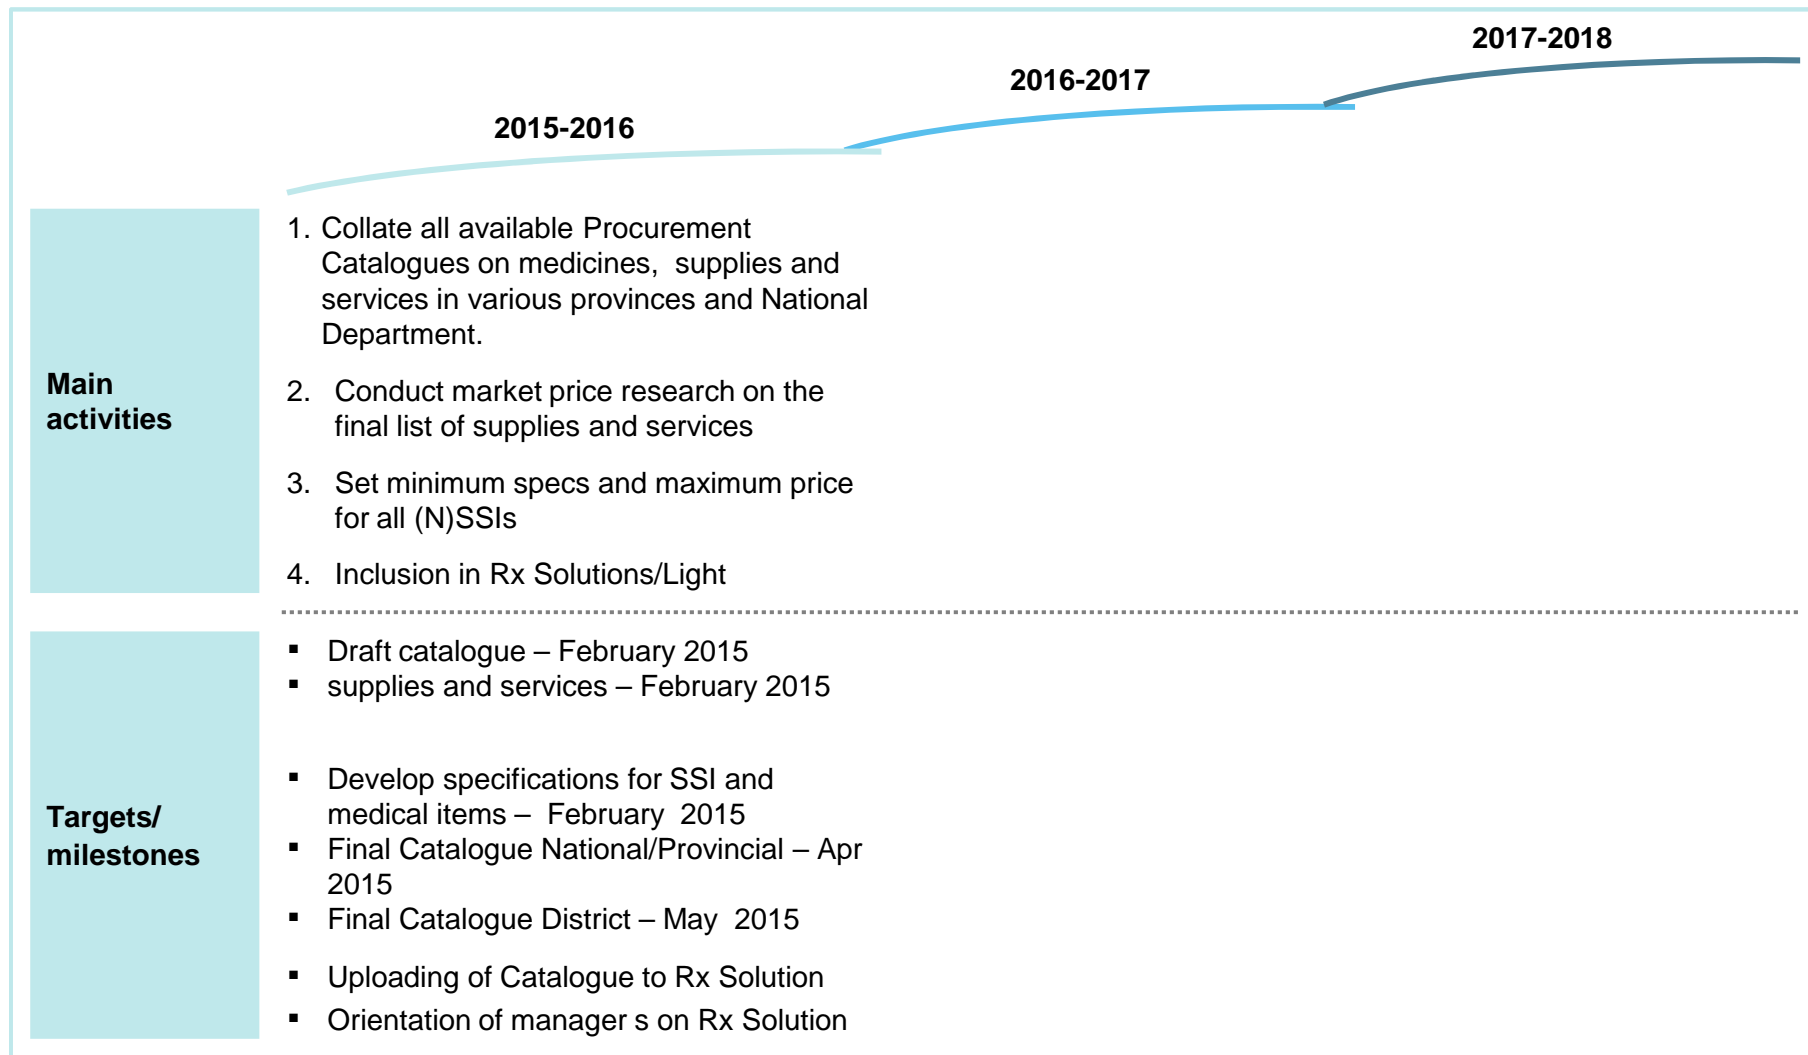 2017-2018
2016-2017
2015-2016
Main
activities
1. Collate all available Procurement
Catalogues on medicines, supplies and
services in various provinces and National
Department.
2. Conduct market price research on the
final list of supplies and services
3. Set minimum specs and maximum price
for all (N)SSIs
4. Inclusion in Rx Solutions/Light
Targets/
milestones
▪ Draft catalogue – February 2015
▪ supplies and services – February 2015
▪ Develop specifications for SSI and
medical items – February 2015
▪ Final Catalogue National/Provincial – Apr
2015
▪ Final Catalogue District – May 2015
▪ Uploading of Catalogue to Rx Solution
▪ Orientation of manager s on Rx Solution